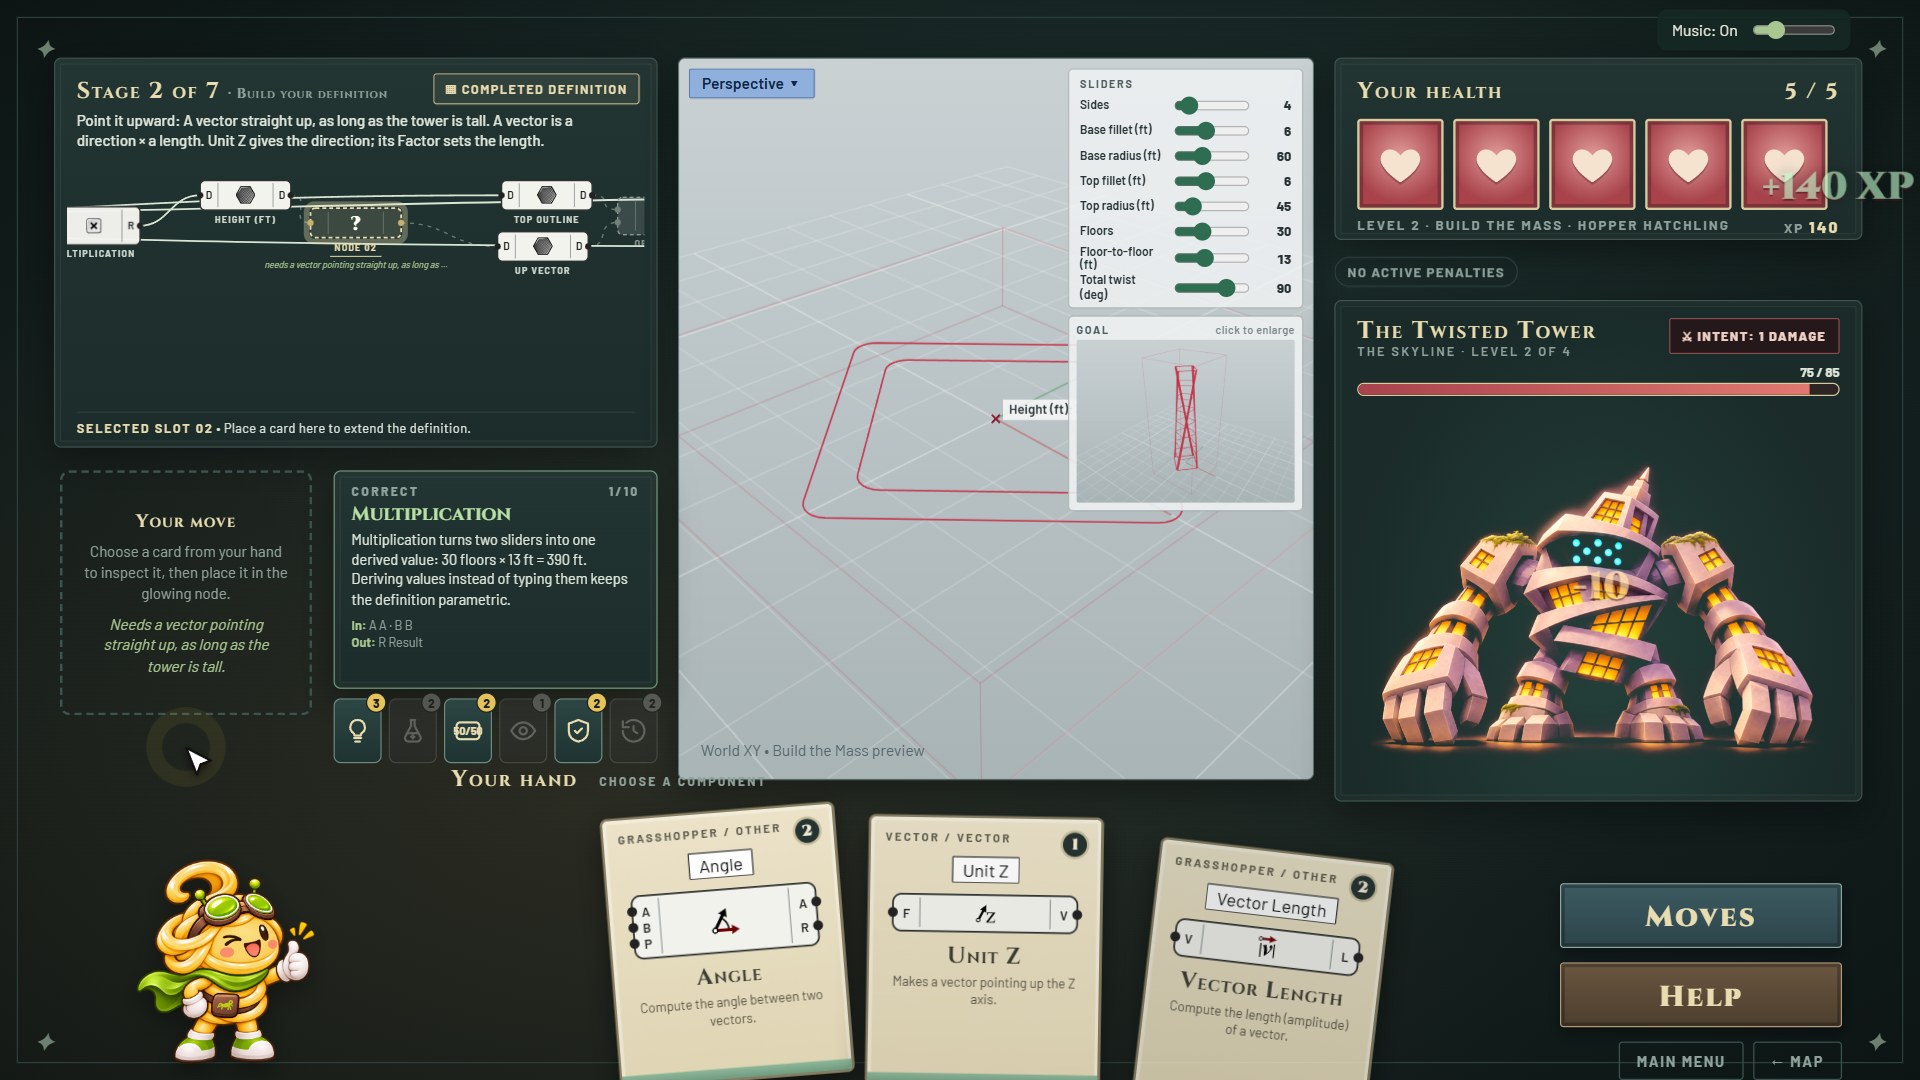 Music: On
STAGE 2 OF 7 · BUILD YOUR DEFINITION
COMPLETED DEFINITION
Point it upward: A vector straight up, as long as the tower is tall. A vector is a
direction × a length. Unit Z gives the direction; its Factor sets the length.
D D
HEIGHT (FT)
D D
TOP OUTLINE
R
LTIPLICATION
?
NODE 02
needs a vector pointing straight up, as long as ...
D D
UP VECTOR
SELECTED SLOT 02 • Place a card here to extend the definition.
YOUR MOVE
Choose a card from your hand
to inspect it, then place it in the
glowing node.
Needs a vector pointing
straight up, as long as the
tower is tall.
CORRECT 1/10
MULTIPLICATION
Multiplication turns two sliders into one
derived value: 30 floors × 13 ft = 390 ft.
Deriving values instead of typing them keeps
the definition parametric.
In: A A · B B
Out: R Result
3 2 2 1 2 2
50/50
Perspective ▼
SLIDERS
Sides 4
Base fillet (ft) 6
Base radius (ft) 60
Top fillet (ft) 6
Top radius (ft) 45
Floors 30
Floor-to-floor
(ft) 13
Total twist
(deg) 90
GOAL click to enlarge
Height (ft)
World XY • Build the Mass preview
YOUR HEALTH 5 / 5
+140 XP
LEVEL 2 · BUILD THE MASS · HOPPER HATCHLING XP 140
NO ACTIVE PENALTIES
THE TWISTED TOWER
THE SKYLINE · LEVEL 2 OF 4
INTENT: 1 DAMAGE
75 / 85
-10
YOUR HAND CHOOSE A COMPONENT
GRASSHOPPER / OTHER 2
Angle
A B P A R
ANGLE
Compute the angle between two
vectors.
VECTOR / VECTOR 1
Unit Z
F Z V
UNIT Z
Makes a vector pointing up the Z
axis.
GRASSHOPPER / OTHER 2
Vector Length
V |V| L
VECTOR LENGTH
Compute the length (amplitude)
of a vector.
MOVES
HELP
MAIN MENU
← MAP